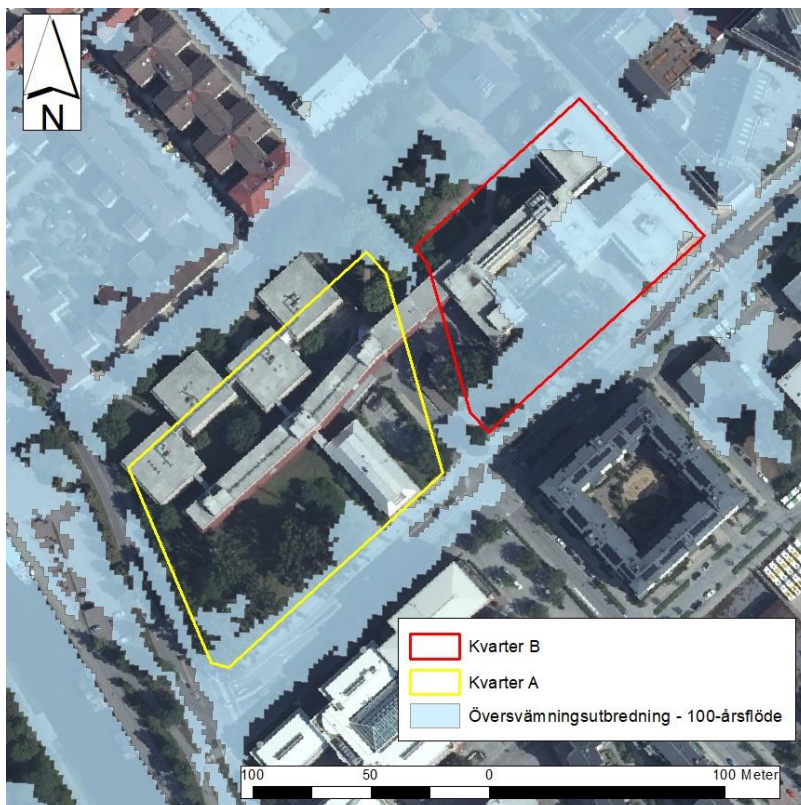 N
Kvarter B
Kvarter A
Översvämningsutbredning - 100-årsflöde
100 50 0 100 Meter